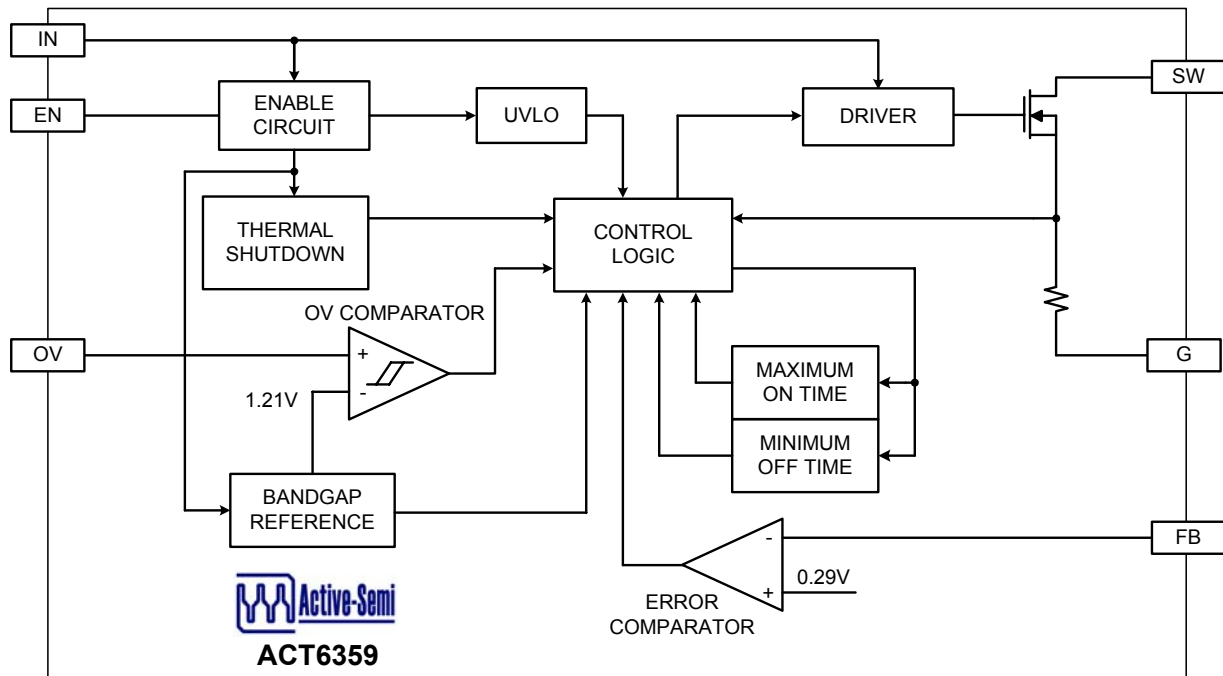 IN
SW
EN
ENABLE
CIRCUIT
UVLO
DRIVER
THERMAL
SHUTDOWN
CONTROL
LOGIC
OV COMPARATOR
OV
+
-
1.21V
G
MAXIMUM
ON TIME
MINIMUM
OFF TIME
BANDGAP
REFERENCE
FB
-
+
0.29V
ERROR
COMPARATOR
Active-Semi
ACT6359